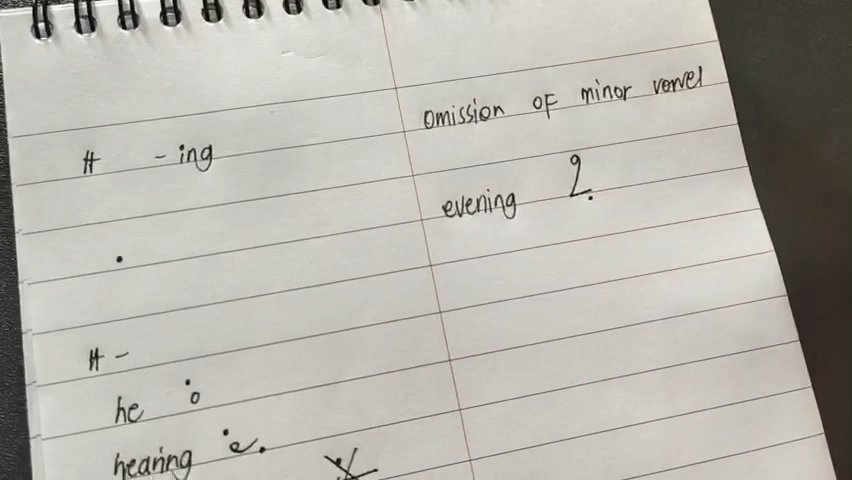 # -ing
.
# -
he
hearing
omission of minor vowel
evening